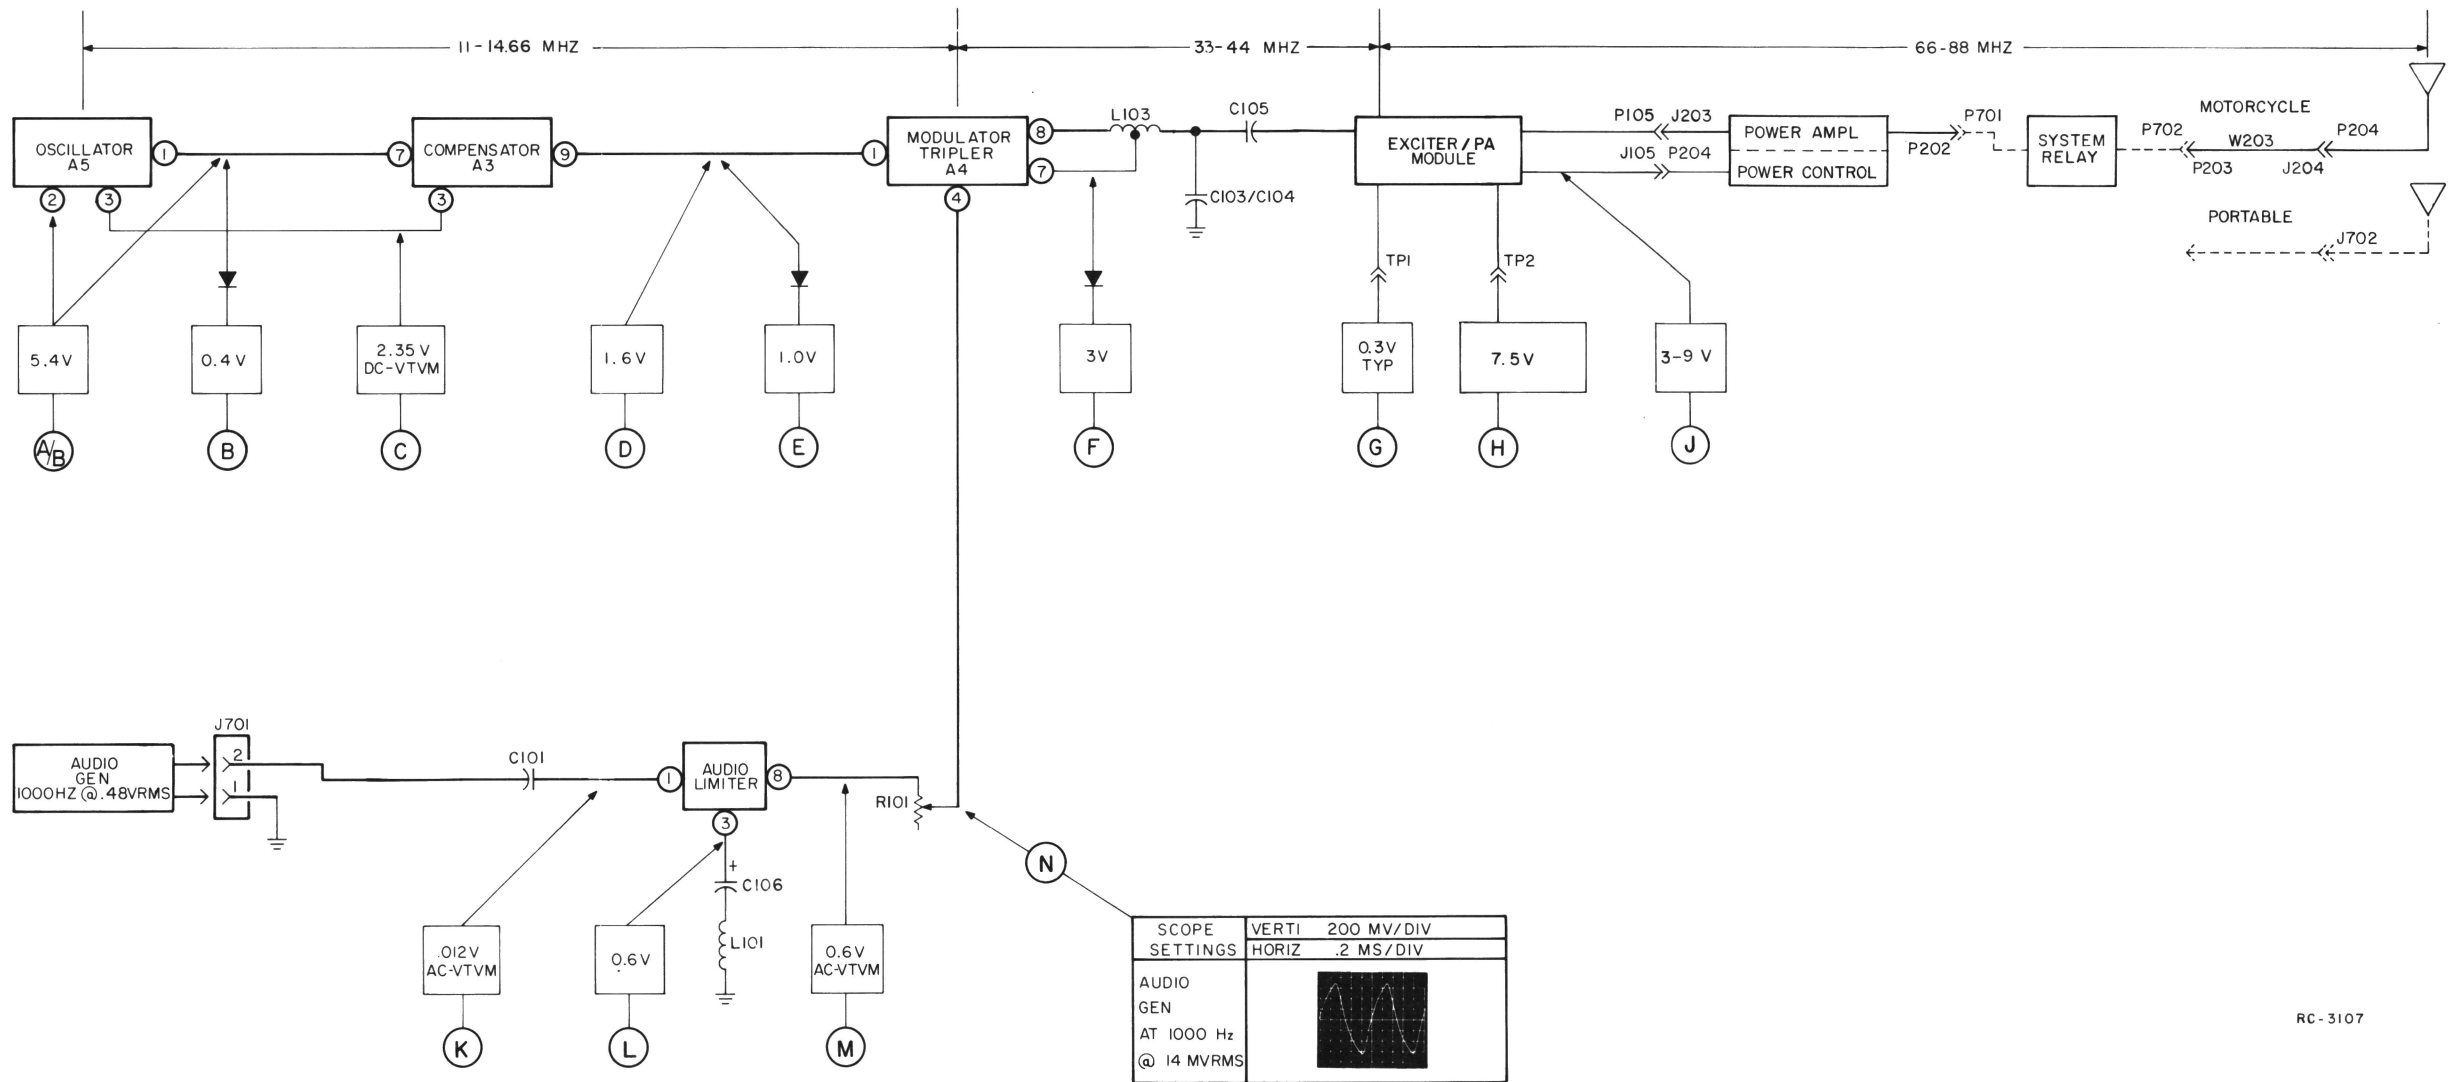 11-14.66 MHZ
33-44 MHZ
66-88 MHZ
OSCILLATOR
A5
1
2
3
7
COMPENSATOR
A3
9
3
1
MODULATOR
TRIPLER
A4
8
7
4
L103
C105
C103/C104
EXCITER/PA
MODULE
P105 J203
J105 P204
POWER AMPL
POWER CONTROL
P701
P202
SYSTEM
RELAY
MOTORCYCLE
P702
W203
P204
P203
J204
PORTABLE
J702
TP1
TP2
5.4V
0.4V
2.35 V
DC-VTVM
1.6V
1.0V
3V
0.3V
TYP
7.5V
3-9 V
A/B
B
C
D
E
F
G
H
J
AUDIO
GEN
1000HZ @ .48VRMS
J701
2
1
C101
1
AUDIO
LIMITER
8
3
R101
+
C106
L101
N
.012V
AC-VTVM
0.6V
0.6V
AC-VTVM
K
L
M
SCOPE
SETTINGS
VERTI 200 MV/DIV
HORIZ .2 MS/DIV
AUDIO
GEN
AT 1000 Hz
@ 14 MVRMS
RC-3107